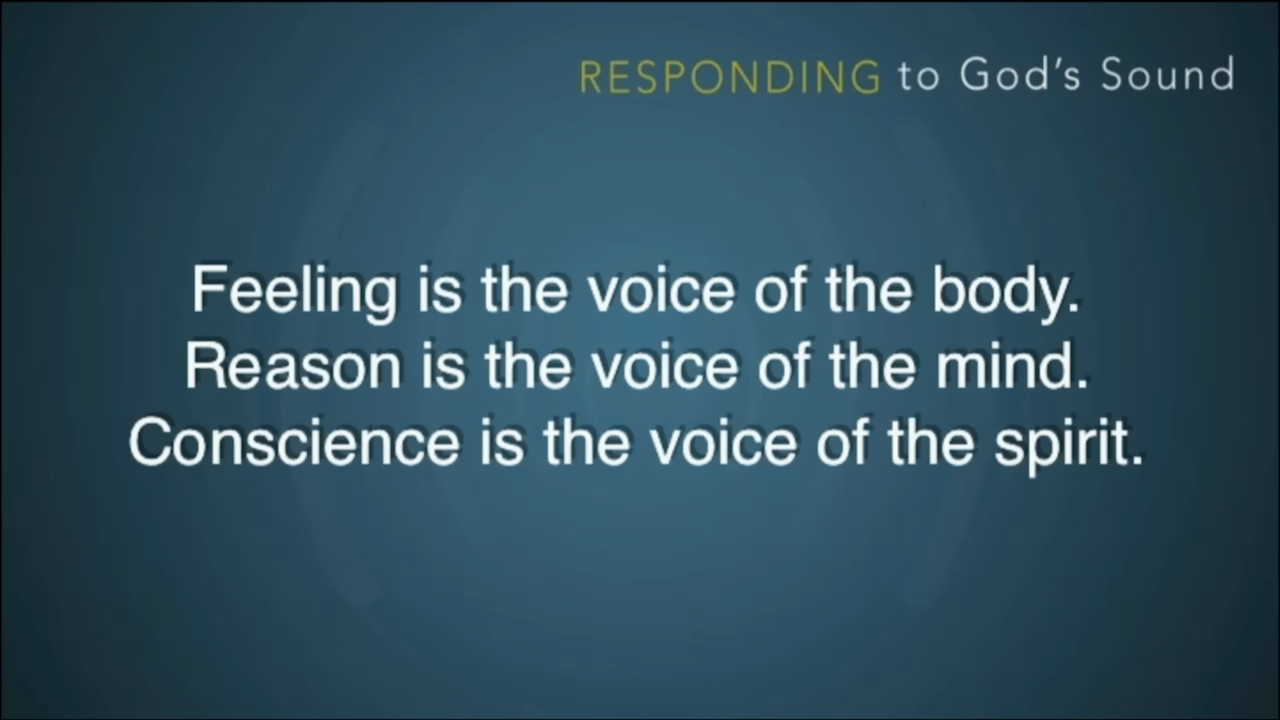 RESPONDING to God's Sound
Feeling is the voice of the body.
Reason is the voice of the mind.
Conscience is the voice of the spirit.